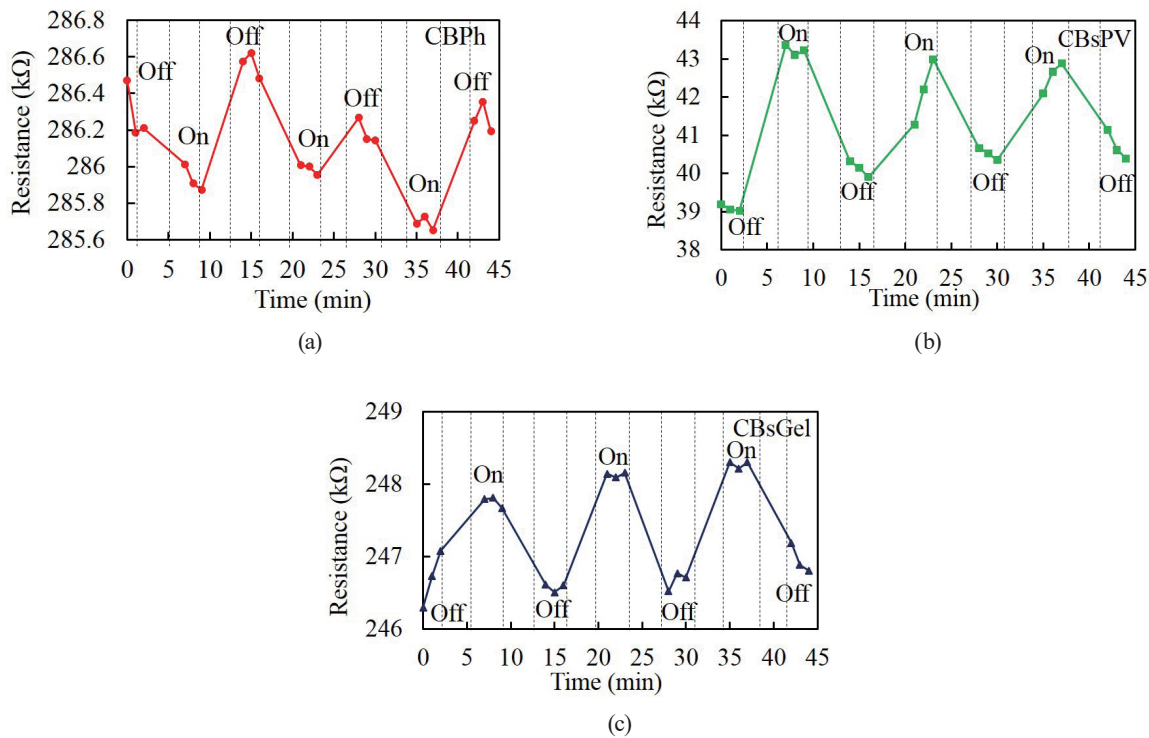 286.8
286.6
286.4
286.2
286
285.8
285.6
Resistance (kΩ)
CBPh
Off
On
Off
On
Off
On
Off
0 5 10 15 20 25 30 35 40 45
Time (min)
(a)
44
43
42
41
40
39
38
Resistance (kΩ)
CBsPV
Off
On
Off
On
Off
On
Off
0 5 10 15 20 25 30 35 40 45
Time (min)
(b)
249
248
247
246
Resistance (kΩ)
CBsGel
Off
On
Off
On
Off
On
Off
0 5 10 15 20 25 30 35 40 45
Time (min)
(c)